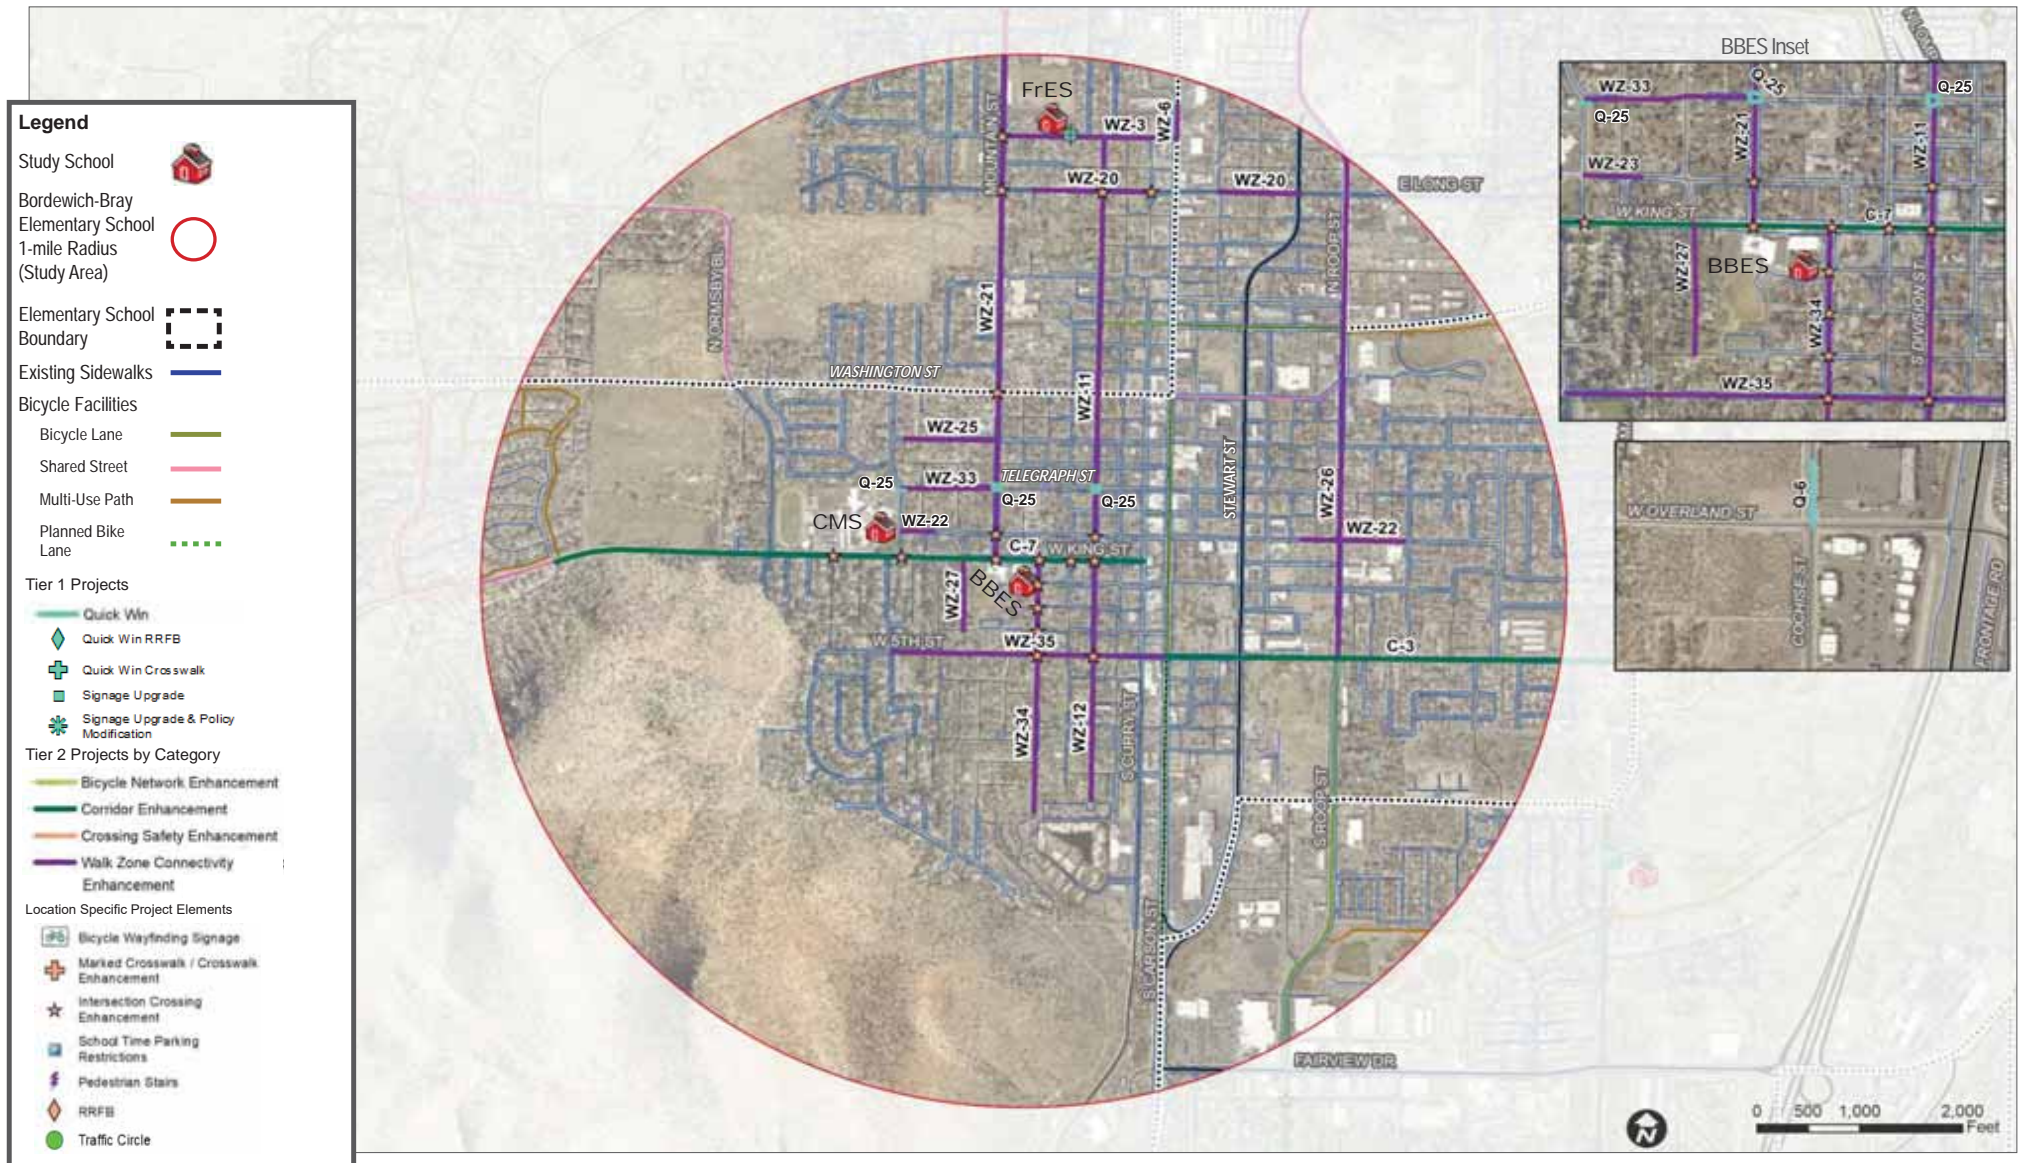 Legend
Study School
Bordewich-Bray
Elementary School
1-mile Radius
(Study Area)
Elementary School
Boundary
Existing Sidewalks
Bicycle Facilities
Bicycle Lane
Shared Street
Multi-Use Path
Planned Bike
Lane
Tier 1 Projects
Quick Win
Quick Win RRFB
Quick Win Crosswalk
Signage Upgrade
Signage Upgrade & Policy
Modification
Tier 2 Projects by Category
Bicycle Network Enhancement
Corridor Enhancement
Crossing Safety Enhancement
Walk Zone Connectivity
Enhancement
Location Specific Project Elements
Bicycle Wayfinding Signage
Marked Crosswalk / Crosswalk
Enhancement
Intersection Crossing
Enhancement
School Time Parking
Restrictions
Pedestrian Stairs
RRFB
Traffic Circle
FrES
MOUNTAIN ST
WZ-3
WZ-6
WZ-20
WZ-20
E LONG ST
N ROOP ST
N ORMSBY BL
WZ-21
WASHINGTON ST
WZ-11
WZ-25
STEWART ST
TELEGRAPH ST
WZ-33
Q-25
Q-25
Q-25
WZ-26
CMS
WZ-22
WZ-22
C-7
W KING ST
BBES
WZ-27
W 5TH ST
WZ-35
C-3
WZ-34
WZ-12
S CURRY ST
S ROOP ST
S CARSON ST
FAIRVIEW DR
BBES Inset
WZ-33
Q-25
Q-25
Q-25
WZ-21
WZ-11
WZ-23
W KING ST
C-7
WZ-27
BBES
WZ-34
S DIVISION ST
WZ-35
Q-6
W OVERLAND ST
COCHISE ST
FRONTAGE RD
N
0 500 1,000 2,000
Feet